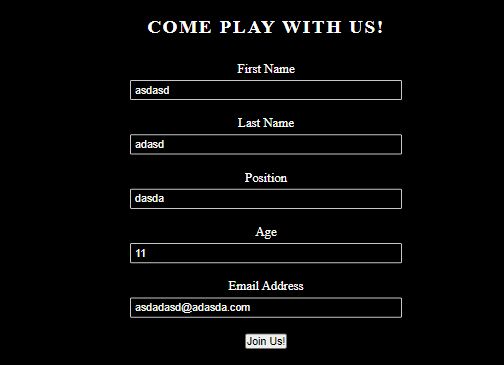 COME PLAY WITH US!
First Name
asdasd
Last Name
adasd
Position
dasda
Age
11
Email Address
asdadasd@adasda.com
Join Us!